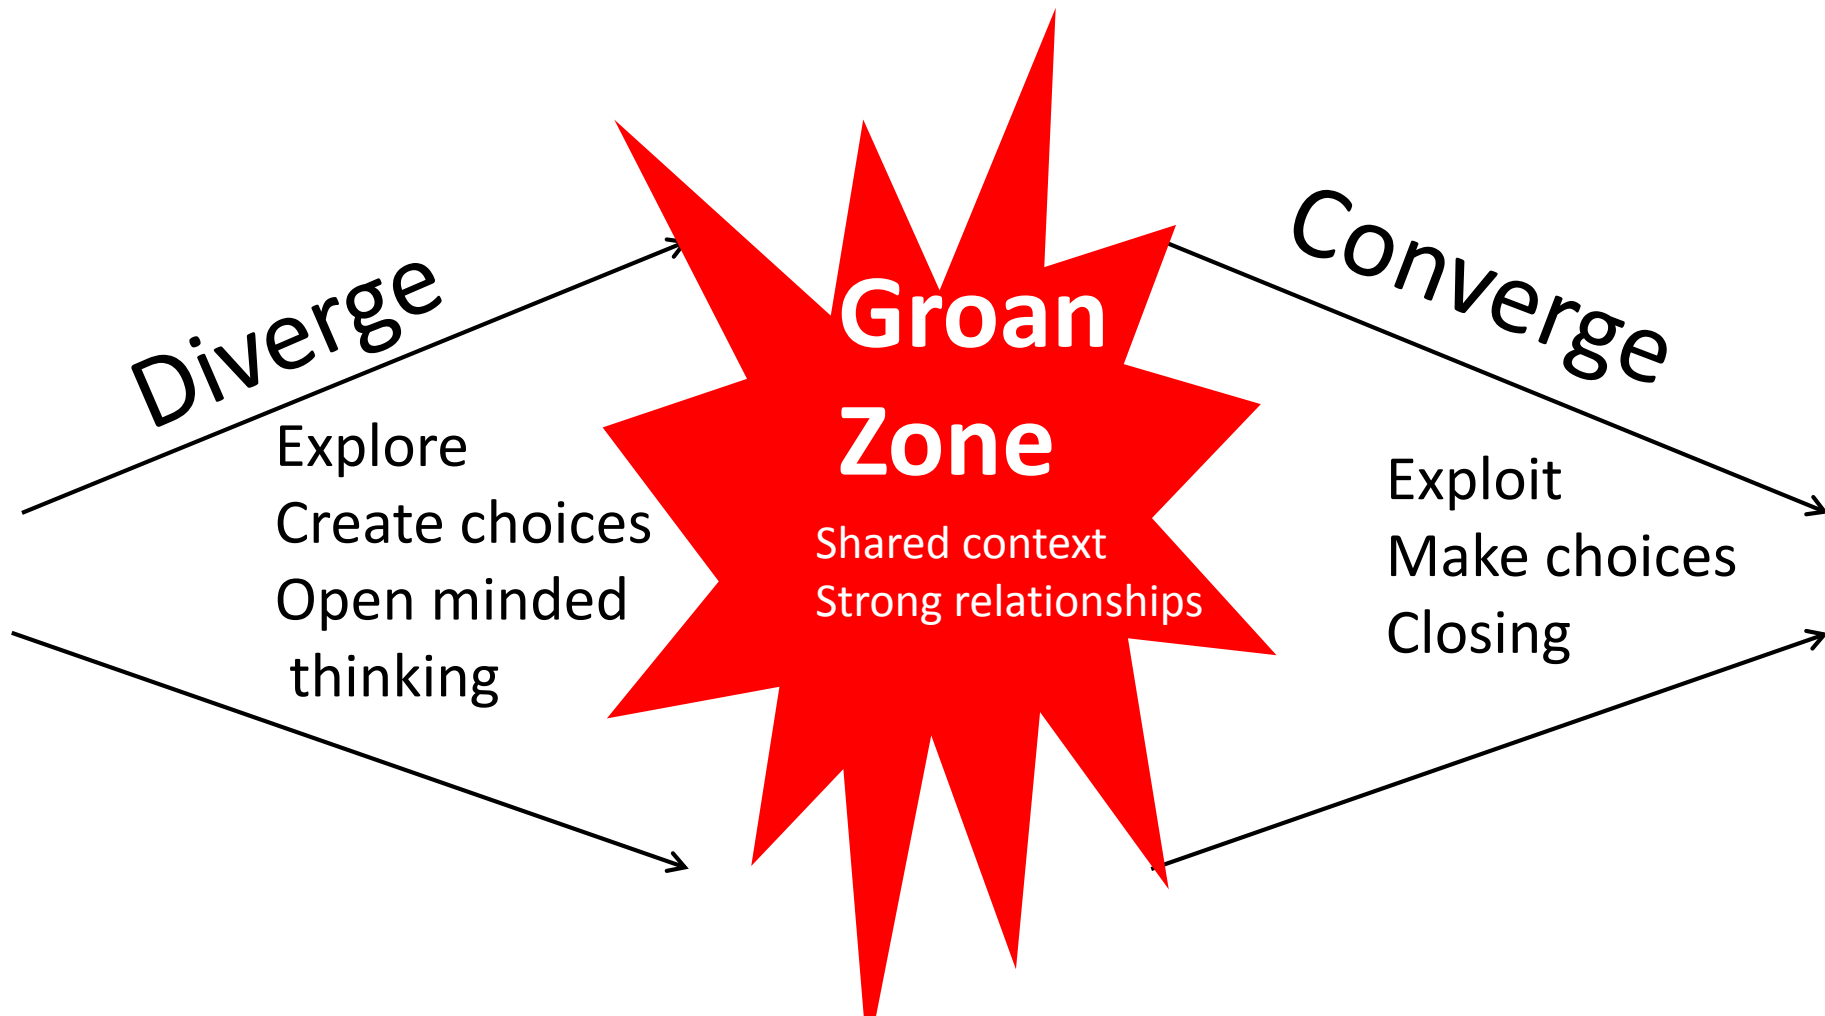 Diverge
Explore
Create choices
Open minded
thinking
Groan
Zone
Shared context
Strong relationships
Converge
Exploit
Make choices
Closing